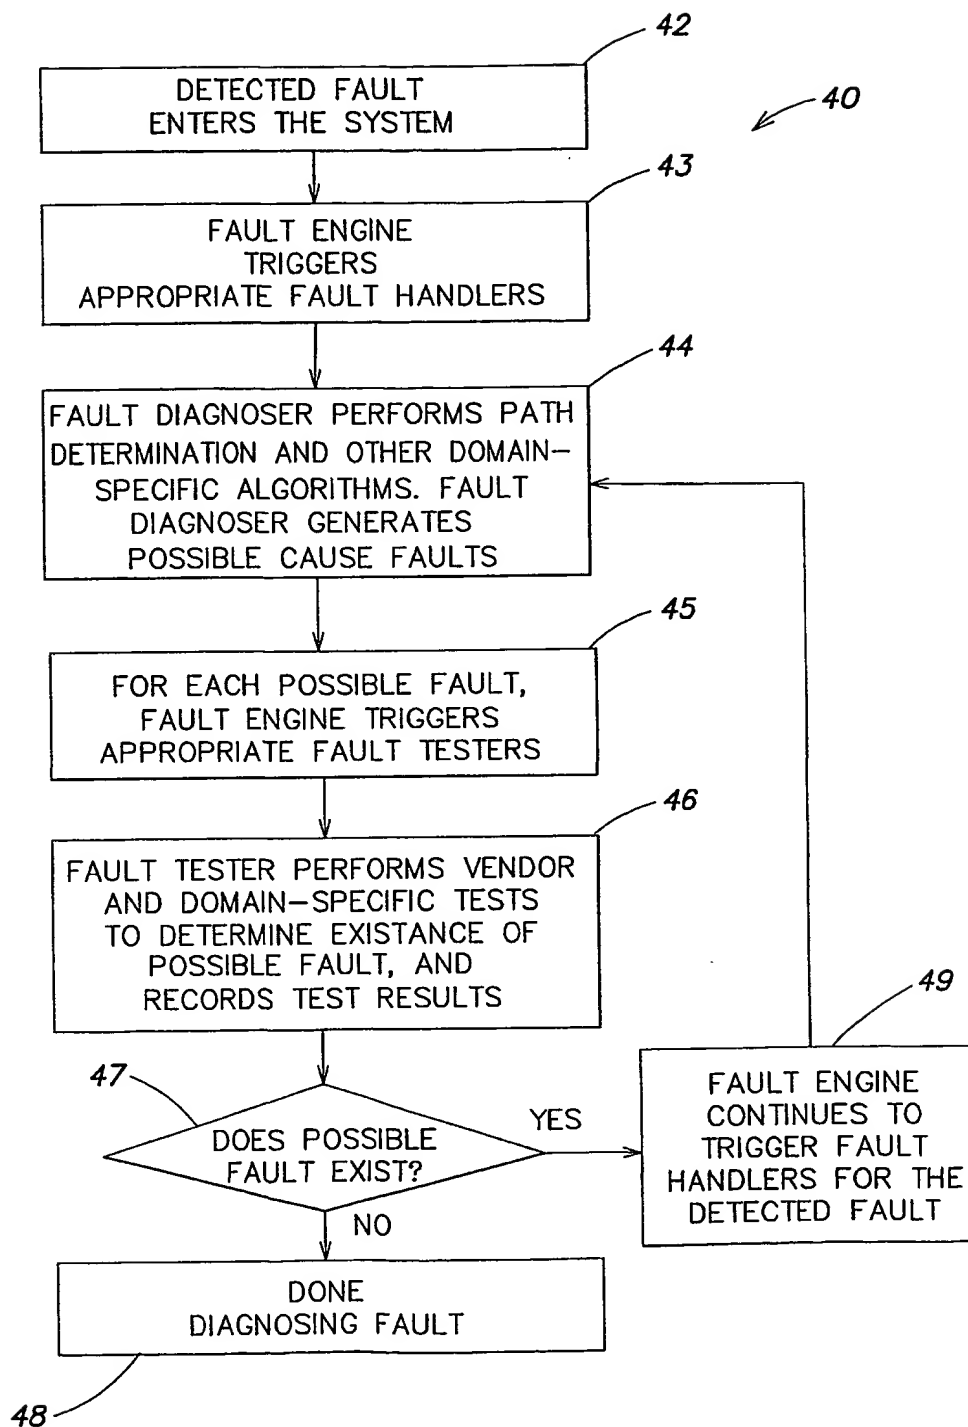 42
DETECTED FAULT
ENTERS THE SYSTEM
40
43
FAULT ENGINE
TRIGGERS
APPROPRIATE FAULT HANDLERS
44
FAULT DIAGNOSER PERFORMS PATH
DETERMINATION AND OTHER DOMAIN–
SPECIFIC ALGORITHMS. FAULT
DIAGNOSER GENERATES
POSSIBLE CAUSE FAULTS
45
FOR EACH POSSIBLE FAULT,
FAULT ENGINE TRIGGERS
APPROPRIATE FAULT TESTERS
46
FAULT TESTER PERFORMS VENDOR
AND DOMAIN–SPECIFIC TESTS
TO DETERMINE EXISTANCE OF
POSSIBLE FAULT, AND
RECORDS TEST RESULTS
47
DOES POSSIBLE
FAULT EXIST?
YES
49
FAULT ENGINE
CONTINUES TO
TRIGGER FAULT
HANDLERS FOR THE
DETECTED FAULT
NO
DONE
DIAGNOSING FAULT
48